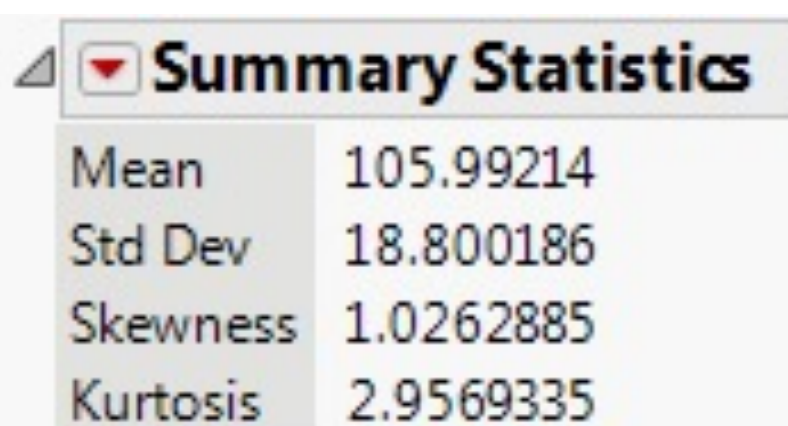 Summary Statistics
Mean 105.99214
Std Dev 18.800186
Skewness 1.0262885
Kurtosis 2.9569335